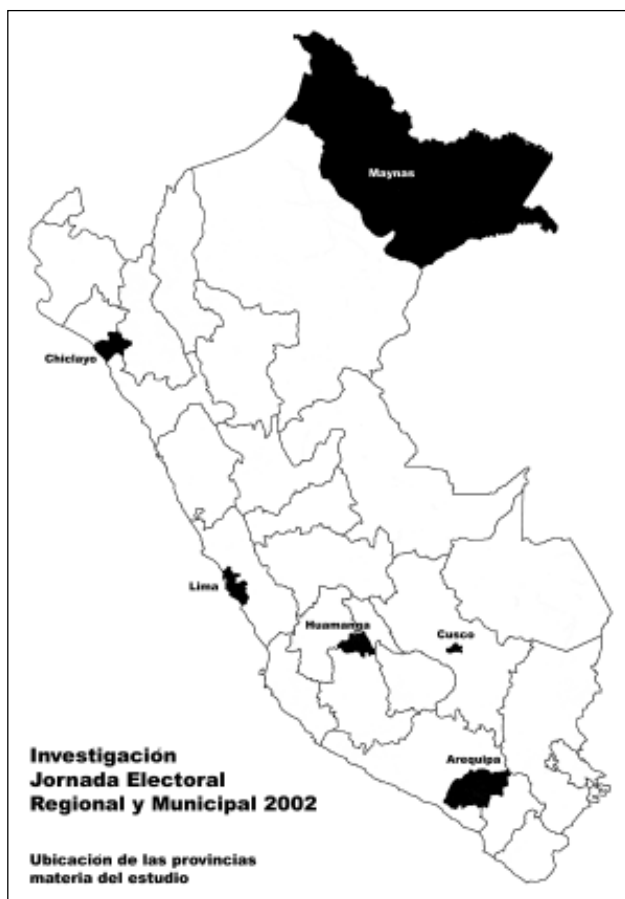 Maynas
Chiclayo
Lima
Huamanga
Cusco
Arequipa
Investigación
Jornada Electoral
Regional y Municipal 2002
Ubicación de las provincias
materia del estudio